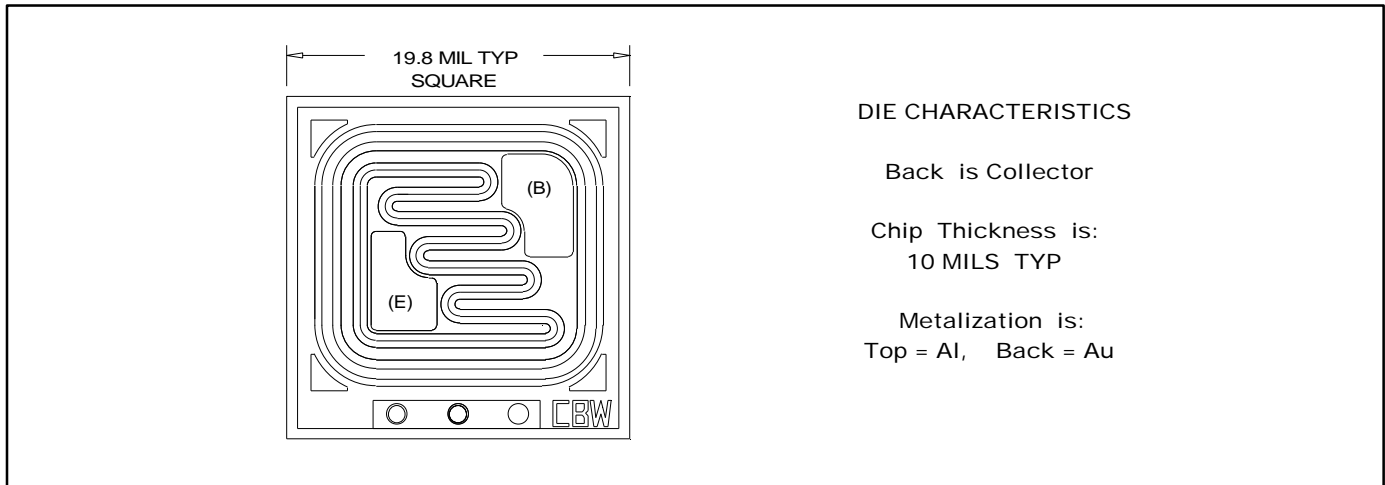 19.8 MIL TYP
SQUARE
DIE CHARACTERISTICS
Back is Collector
(B)
Chip Thickness is:
10 MILS TYP
(E)
Metalization is:
Top = Al, Back = Au
CBW